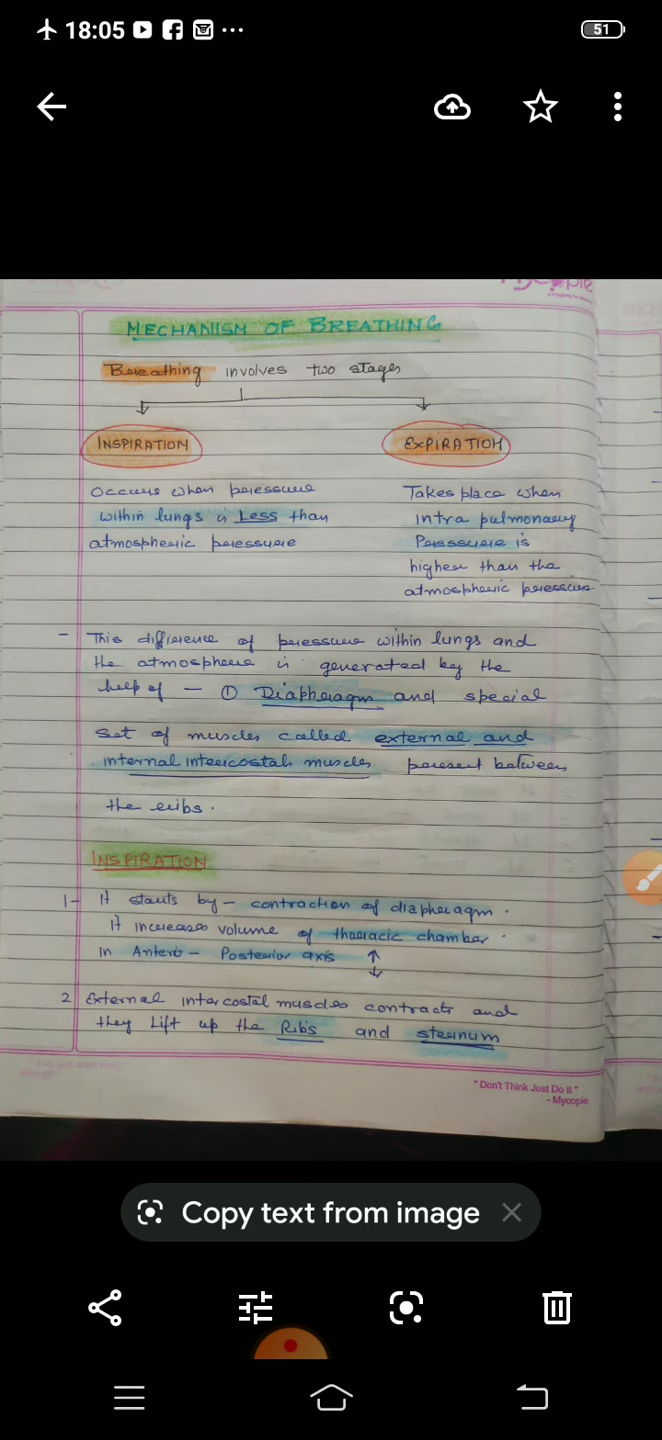 18:05
51
MECHANISM OF BREATHING
Breathing involves two stages
INSPIRATION
EXPIRATION
Occurs when pressure
within lungs is Less than
atmospheric pressure
Takes place when
intra pulmonary
Pressure is
higher than the
atmospheric pressure
- This difference of pressure within lungs and
the atmosphere is generated by the
help of - ① Diaphragm and special
Set of muscles called external and
internal intercostals muscles present between
the ribs.
INSPIRATION
1- It starts by - contraction of diaphragm.
It increases volume of thoracic chamber.
In Antero - Posterior axis
2 External intercostal muscles contracts and
they Lift up the Ribs and sternum
"Don't Think Just Do it"
- Mycopie
Copy text from image